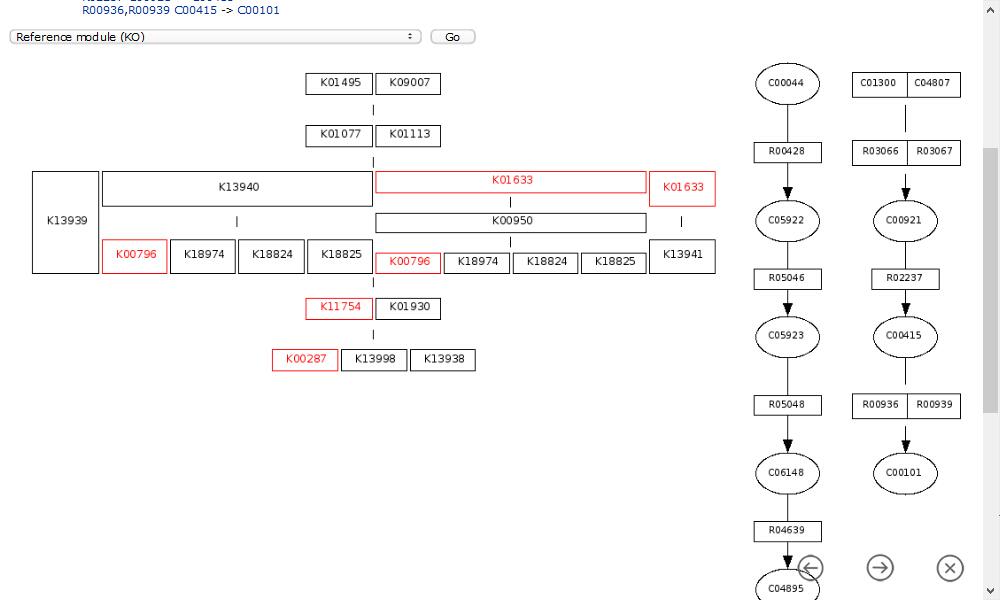 R00936,R00939 C00415 -> C00101
Reference module (KO)
Go
K01495 K09007
K01077 K01113
K13939
K13940
K01633
K01633
K00950
K00796 K18974 K18824 K18825
K00796 K18974 K18824 K18825
K13941
K11754 K01930
K00287 K13998 K13938
C00044
R00428
C05922
R05046
C05923
R05048
C06148
R04639
C04895
C01300 C04807
R03066 R03067
C00921
R02237
C00415
R00936 R00939
C00101